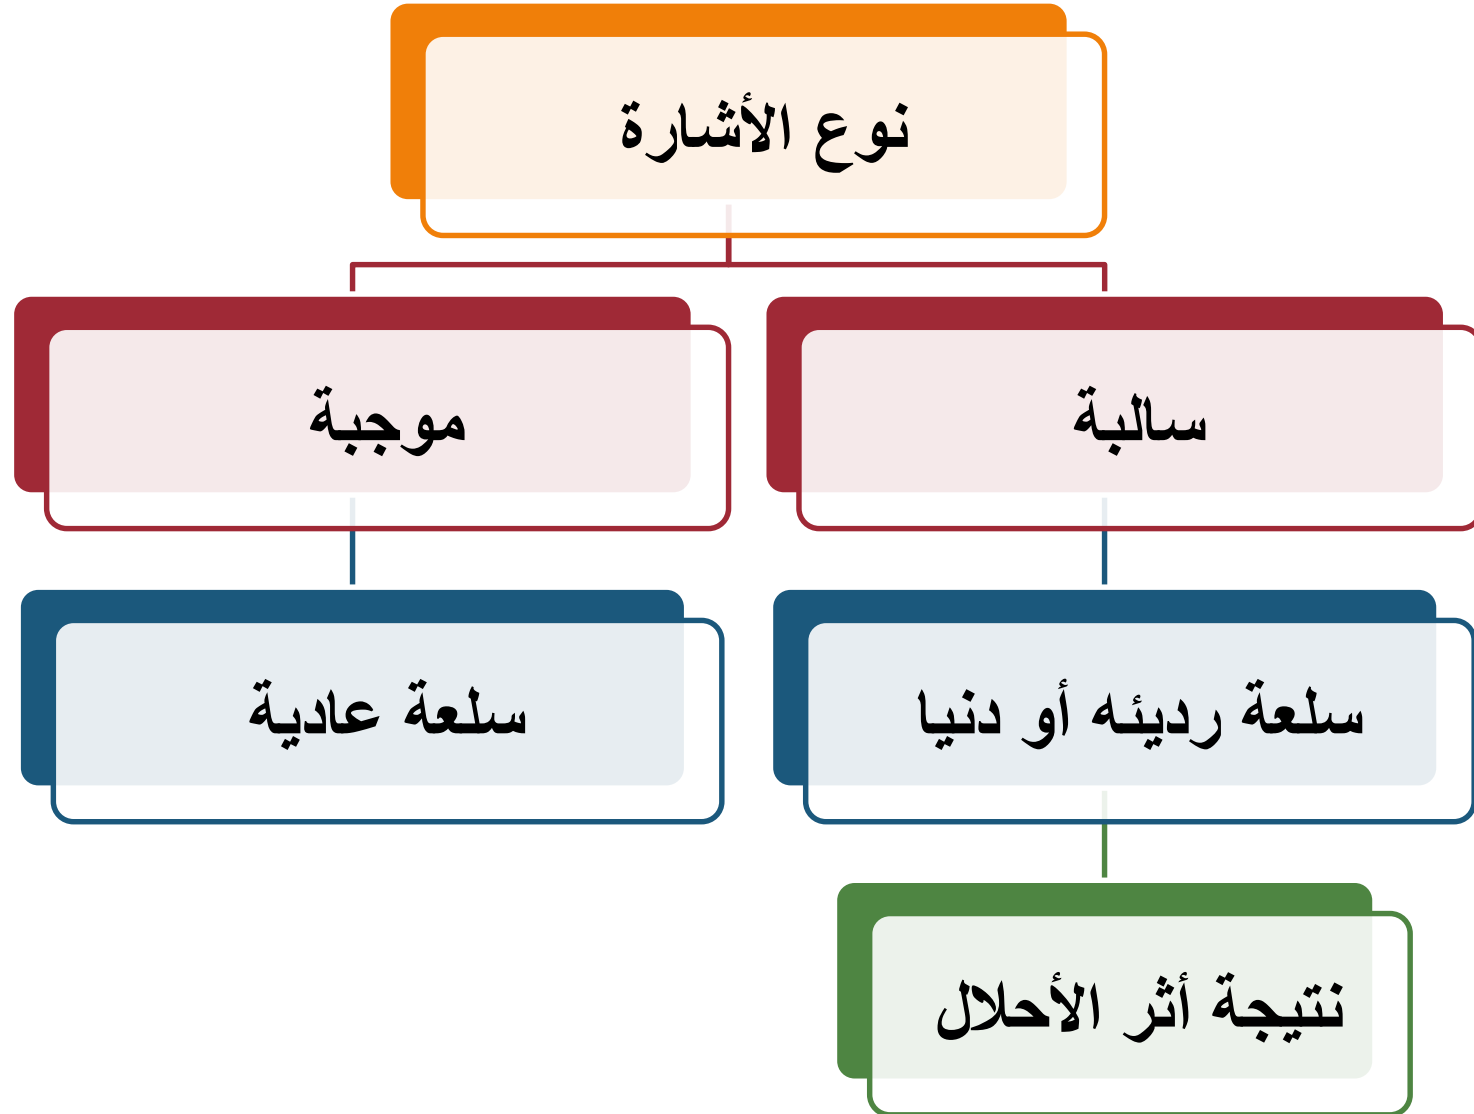 نوع الأشارة
سالبة
موجبة
سلعة رديئه أو دنيا
سلعة عادية
نتيجة أثر الأحلال